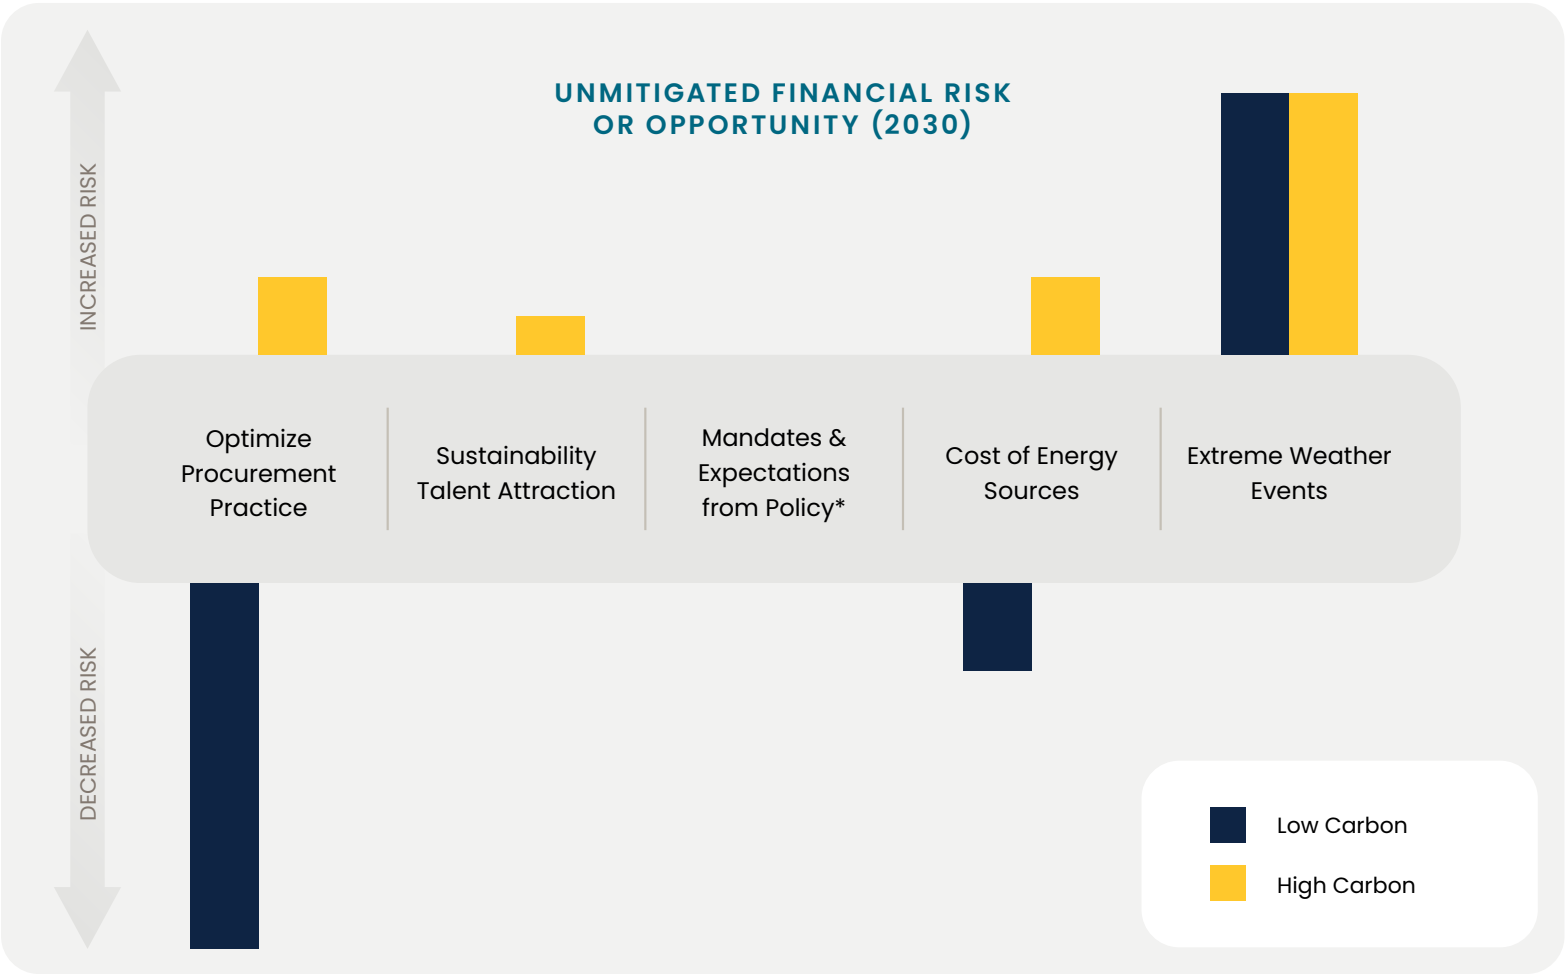 UNMITIGATED FINANCIAL RISK
OR OPPORTUNITY (2030)
INCREASED RISK
Optimize
Procurement
Practice
Sustainability
Talent Attraction
Mandates &
Expectations
from Policy*
Cost of Energy
Sources
Extreme Weather
Events
DECREASED RISK
Low Carbon
High Carbon